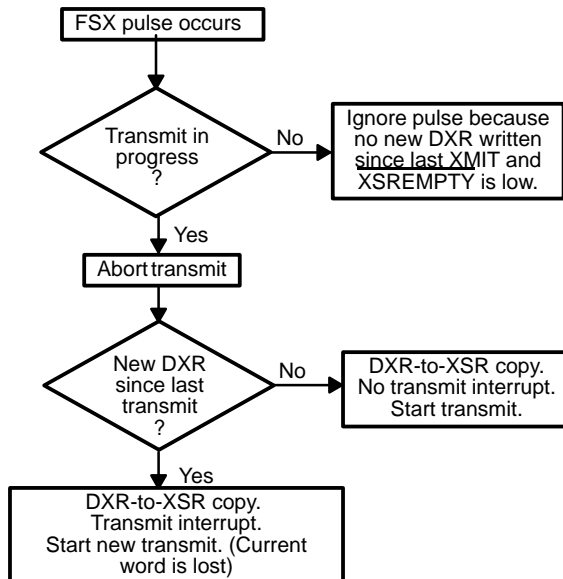 FSX pulse occurs
Transmit in
progress
?
No
Ignore pulse because
no new DXR written
since last XMIT and
XSREMPTY is low.
Yes
Abort transmit
New DXR
since last
transmit
?
No
DXR-to-XSR copy.
No transmit interrupt.
Start transmit.
Yes
DXR-to-XSR copy.
Transmit interrupt.
Start new transmit. (Current
word is lost)